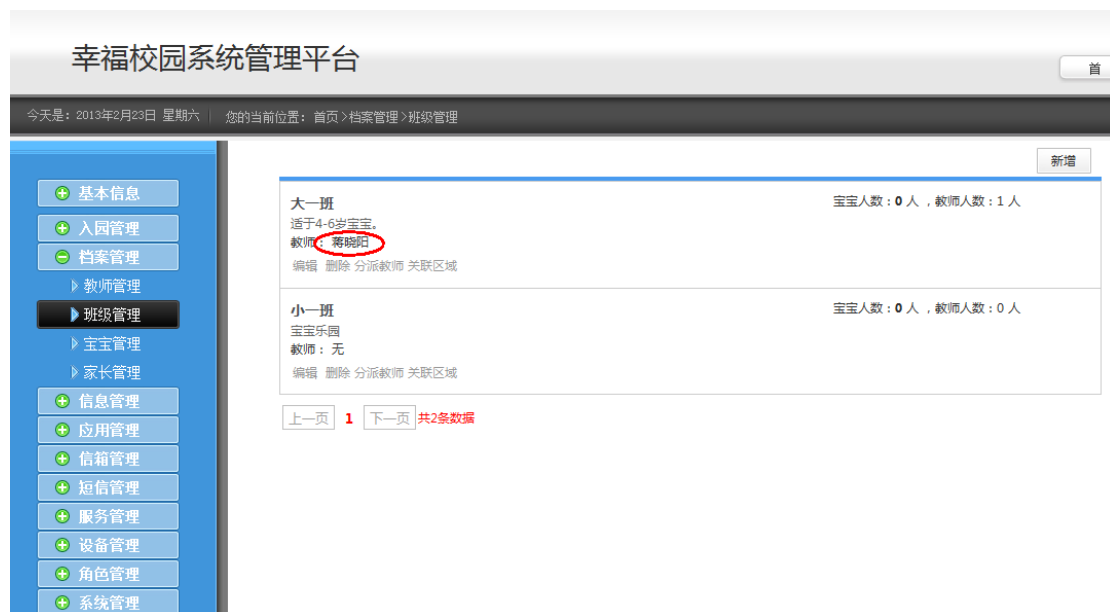 幸福校园系统管理平台
首
今天是：2013年2月23日 星期六
您的当前位置：首页>档案管理>班级管理
基本信息
入园管理
档案管理
教师管理
班级管理
宝宝管理
家长管理
信息管理
应用管理
信箱管理
短信管理
服务管理
设备管理
角色管理
系统管理
新增
大一班
宝宝人数：0 人 ，教师人数：1 人
适于4-6岁宝宝。
教师： 蒋晓阳
编辑 删除 分派教师 关联区域
小一班
宝宝人数：0 人 ，教师人数：0 人
宝宝乐园
教师： 无
编辑 删除 分派教师 关联区域
上一页 1 下一页 共2条数据